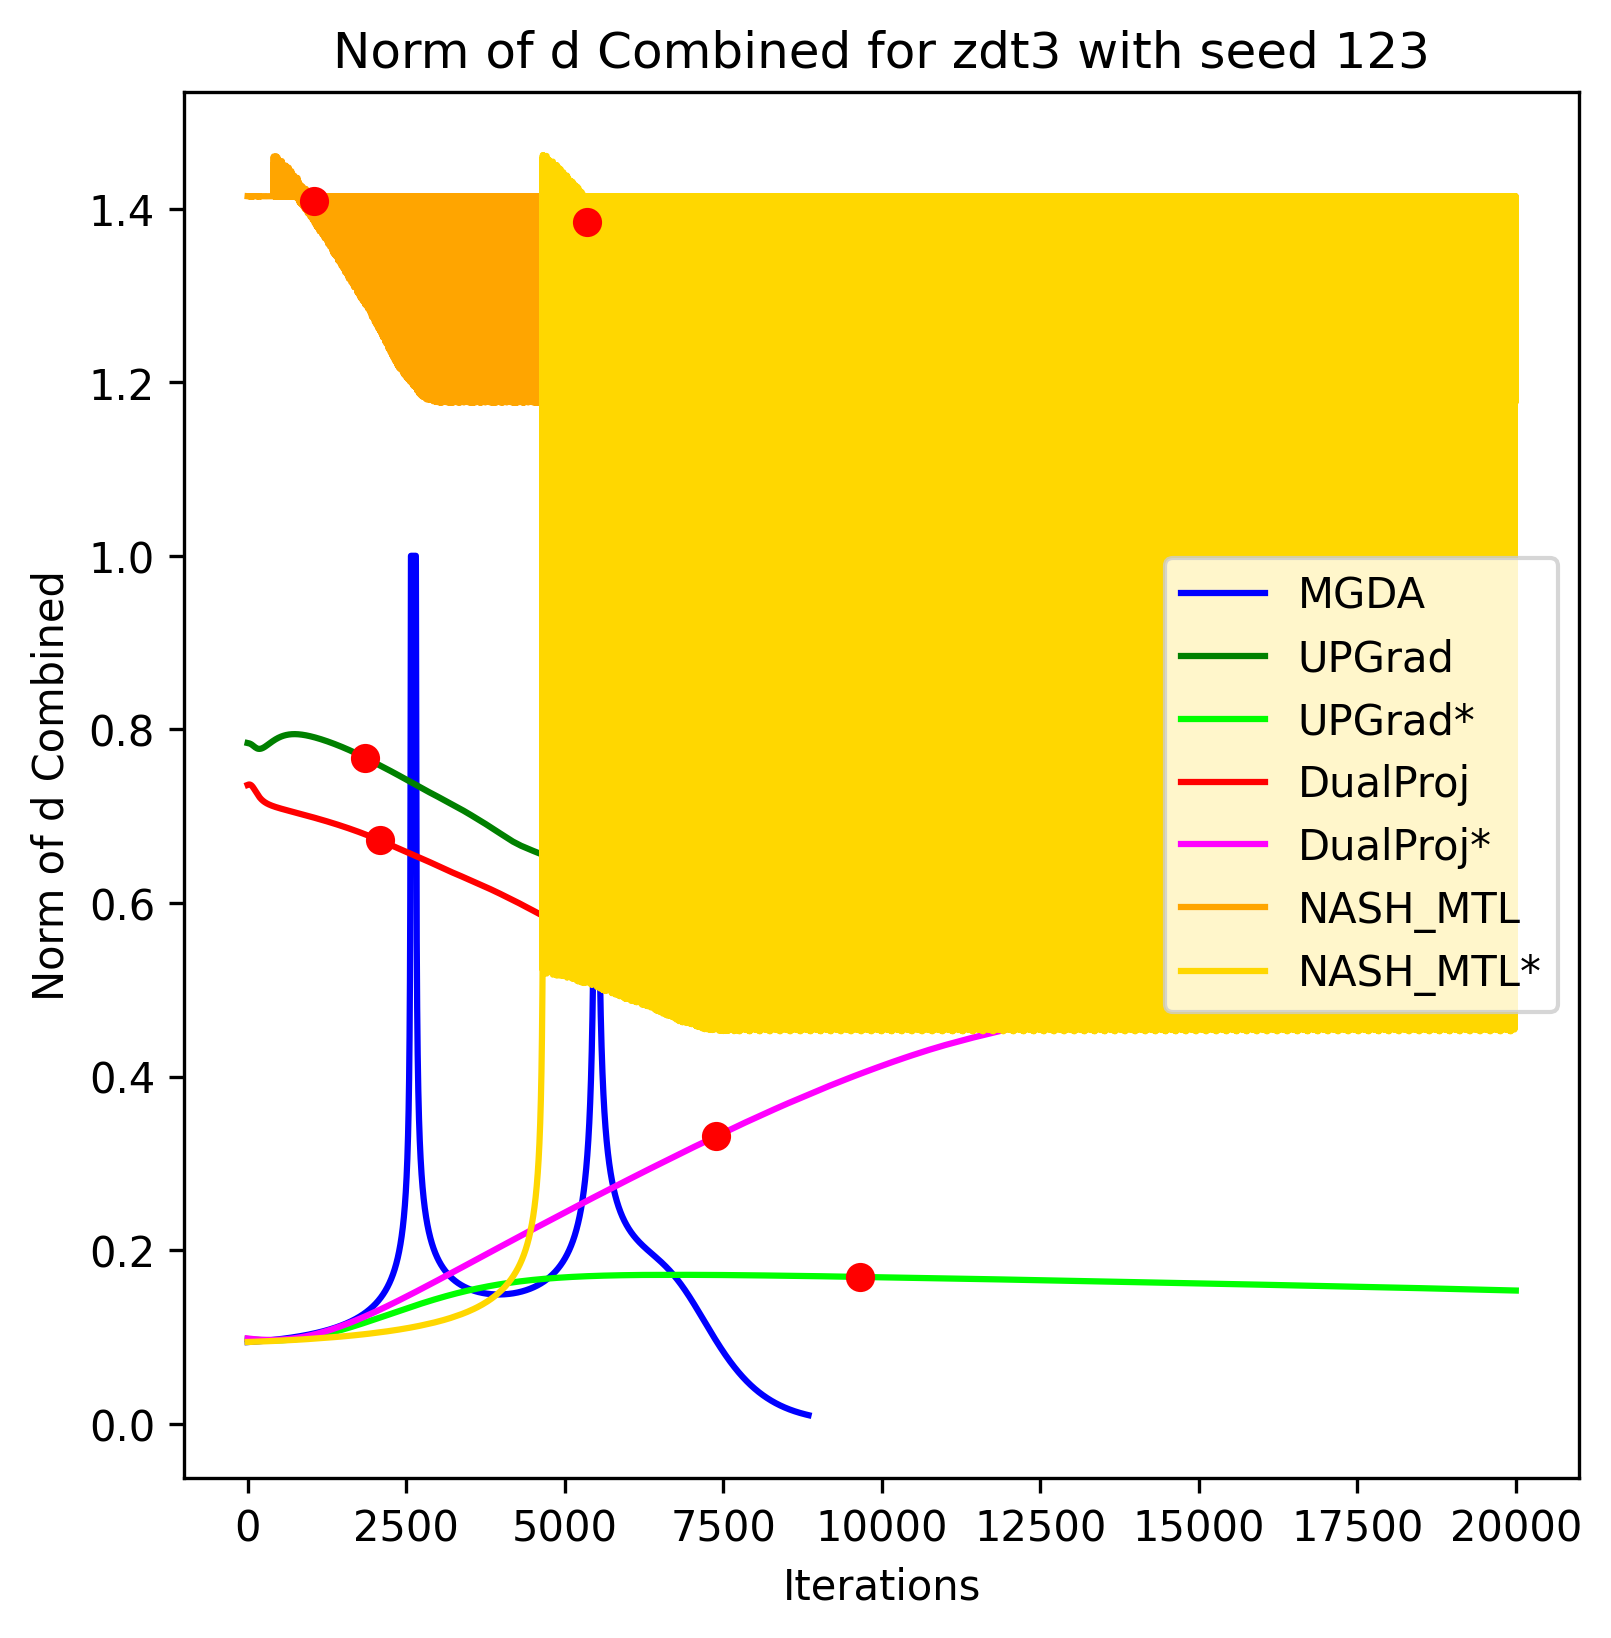 Norm of d Combined for zdt3 with seed 123
Norm of d Combined
1.4
1.2
1.0
0.8
0.6
0.4
0.2
0.0
MGDA
UPGrad
UPGrad*
DualProj
DualProj*
NASH_MTL
NASH_MTL*
0 2500 5000 7500 10000 12500 15000 17500 20000
Iterations